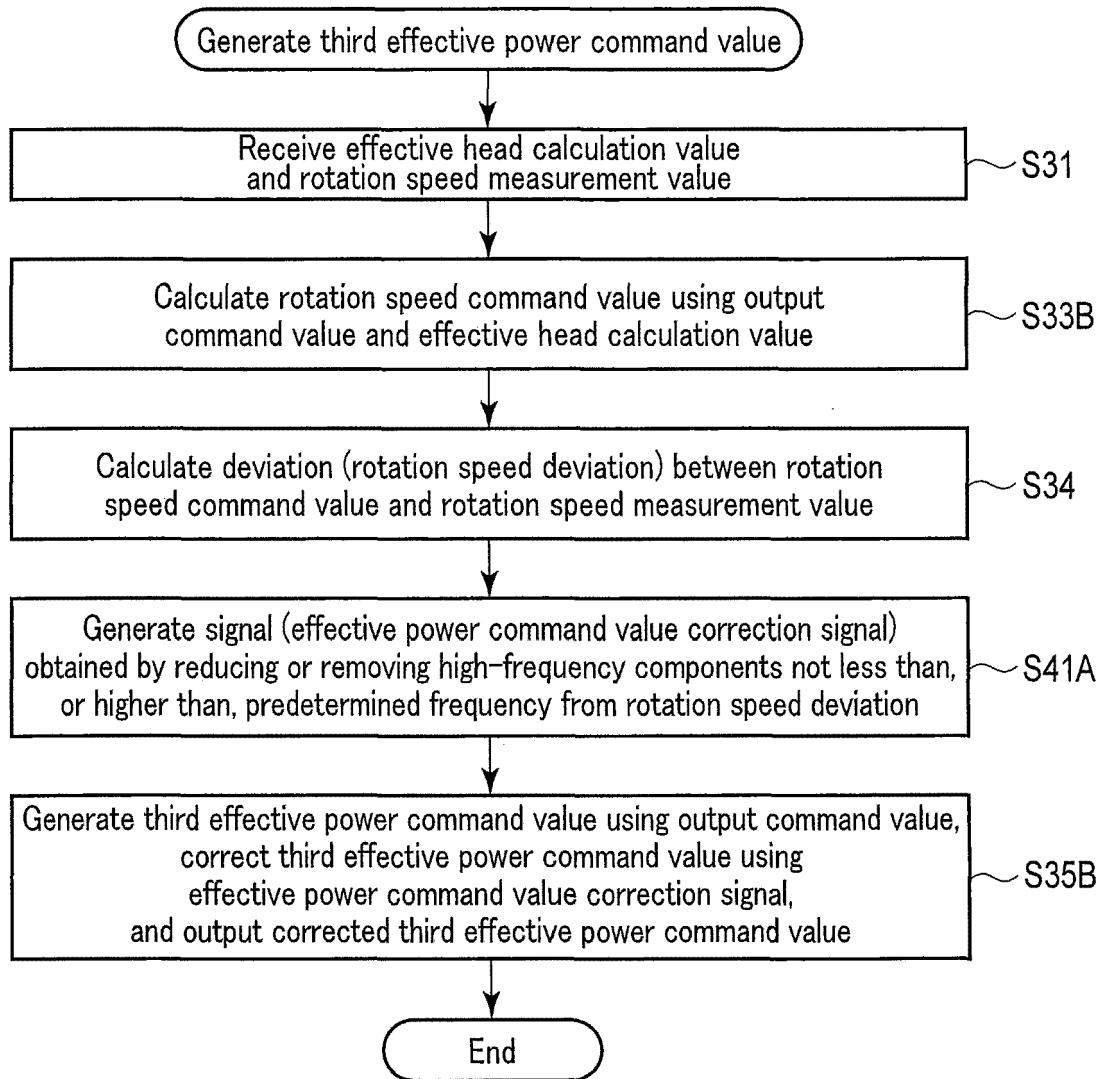 Generate third effective power command value
Receive effective head calculation value
and rotation speed measurement value
S31
Calculate rotation speed command value using output
command value and effective head calculation value
S33B
Calculate deviation (rotation speed deviation) between rotation
speed command value and rotation speed measurement value
S34
Generate signal (effective power command value correction signal)
obtained by reducing or removing high-frequency components not less than,
or higher than, predetermined frequency from rotation speed deviation
S41A
Generate third effective power command value using output command value,
correct third effective power command value using
effective power command value correction signal,
and output corrected third effective power command value
S35B
End